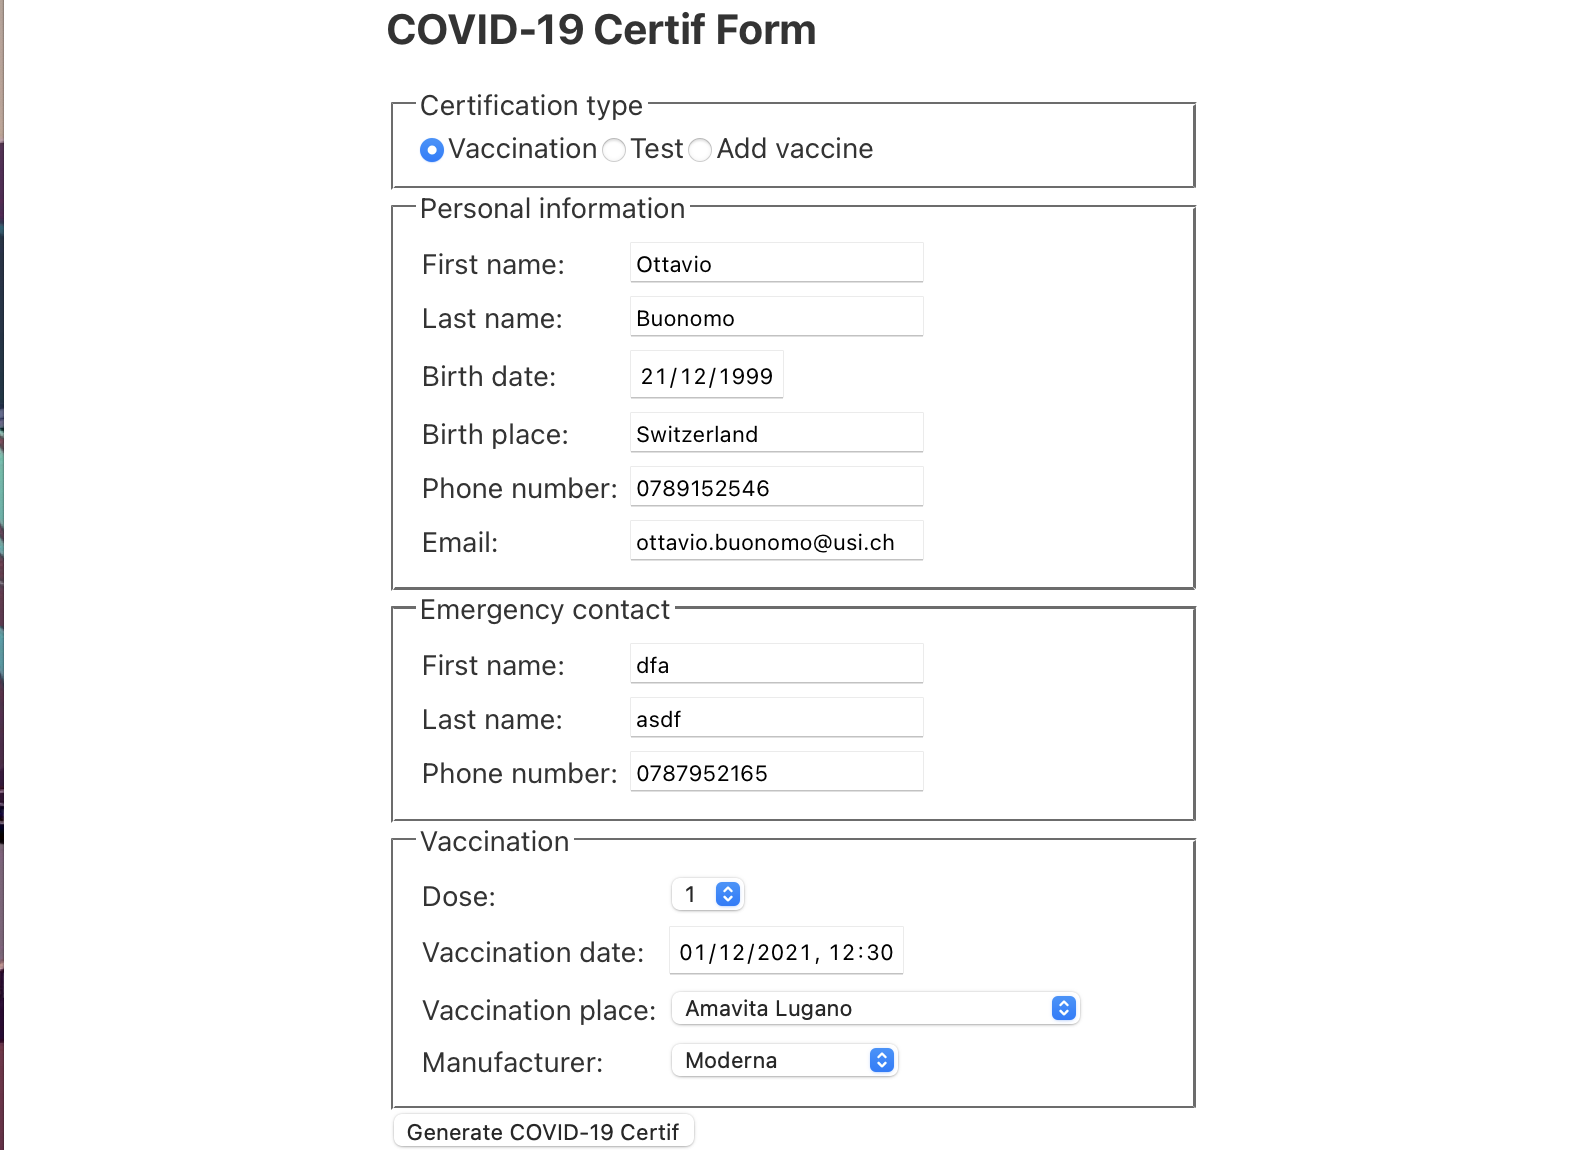 COVID-19 Certif Form
Certification type
Vaccination Test Add vaccine
Personal information
First name: Ottavio
Last name: Buonomo
Birth date: 21/12/1999
Birth place: Switzerland
Phone number: 0789152546
Email: ottavio.buonomo@usi.ch
Emergency contact
First name: dfa
Last name: asdf
Phone number: 0787952165
Vaccination
Dose: 1
Vaccination date: 01/12/2021, 12:30
Vaccination place: Amavita Lugano
Manufacturer: Moderna
Generate COVID-19 Certif